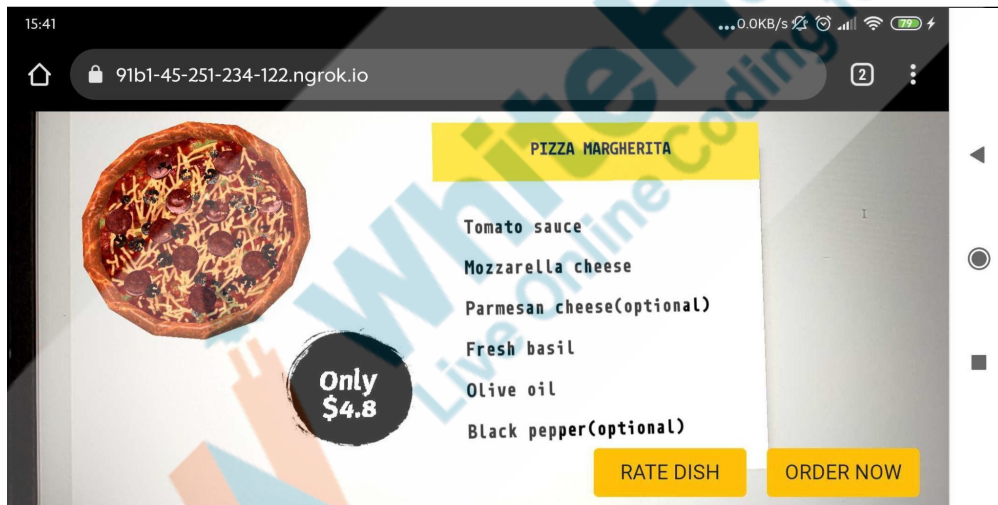 15:41
...0.0KB/s
79
91b1-45-251-234-122.ngrok.io
2
PIZZA MARGHERITA
Tomato sauce
Mozzarella cheese
Parmesan cheese(optional)
Fresh basil
Olive oil
Black pepper(optional)
Only
$4.8
RATE DISH
ORDER NOW
Live Online Coding